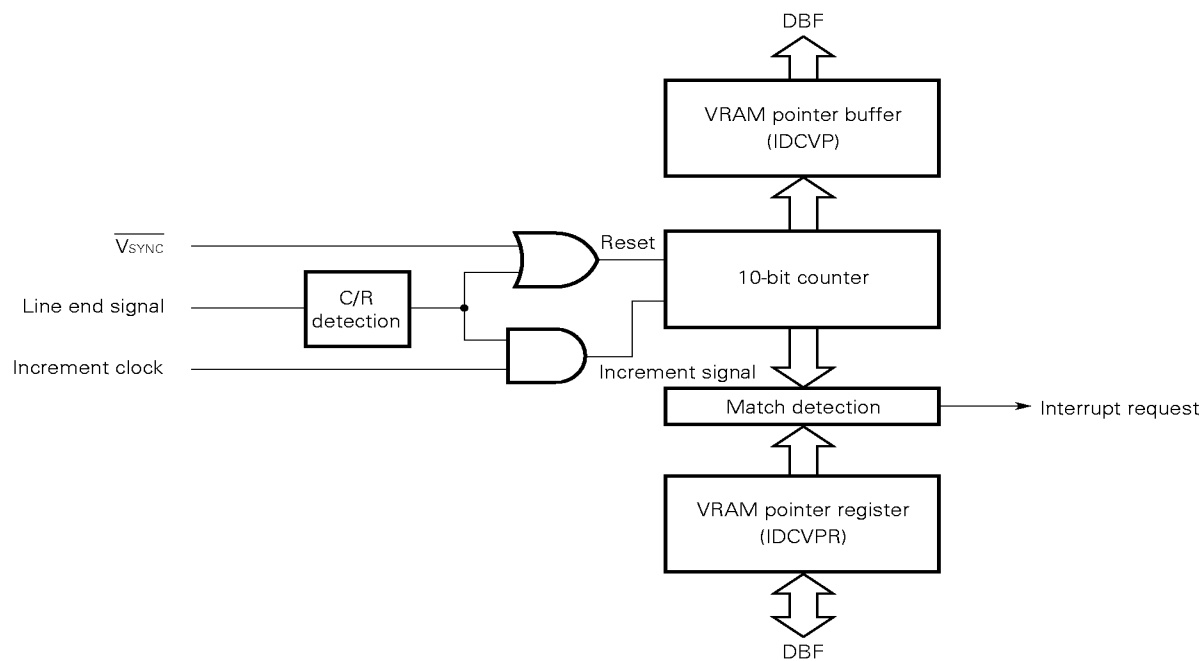 DBF
VRAM pointer buffer
(IDCVP)
VSYNC
Reset
10-bit counter
Line end signal
C/R
detection
Increment clock
Increment signal
Match detection
Interrupt request
VRAM pointer register
(IDCVPR)
DBF